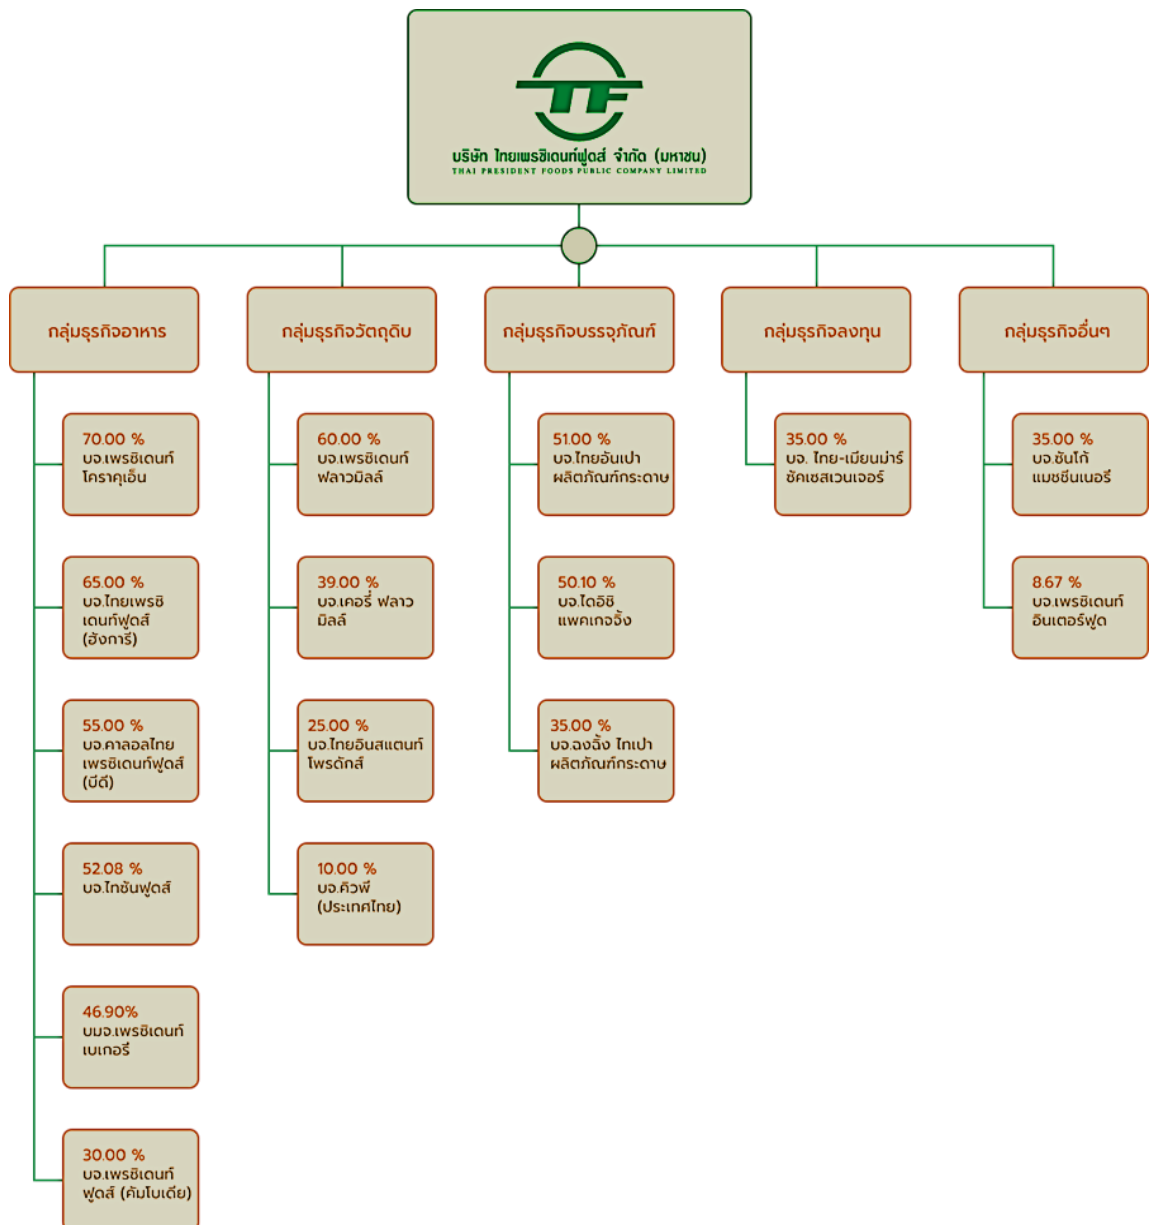 TF
บริษัท ไทยเพรซิเดนท์ฟูดส์ จำกัด (มหาชน)
THAI PRESIDENT FOODS PUBLIC COMPANY LIMITED
กลุ่มธุรกิจอาหาร
70.00 %
บจ.เพรซิเดนท์
โคราคุเอ็น
65.00 %
บจ.ไทยเพรซิ
เดนท์ฟูดส์
(ฮังการี)
55.00 %
บจ.คาลอลไทย
เพรซิเดนท์ฟูดส์
(บีดี)
52.08 %
บจ.ไทซันฟูดส์
46.90%
บมจ.เพรซิเดนท์
เบเกอรี่
30.00 %
บจ.เพรซิเดนท์
ฟูดส์ (คัมโบเดีย)
กลุ่มธุรกิจวัตถุดิบ
60.00 %
บจ.เพรซิเดนท์
ฟลาวมิลล์
39.00 %
บจ.เคอรี่ ฟลาว
มิลล์
25.00 %
บจ.ไทยอินสแตนท์
โพรดักส์
10.00 %
บจ.คิวพี
(ประเทศไทย)
กลุ่มธุรกิจบรรจุภัณฑ์
51.00 %
บจ.ไทยอันเปา
ผลิตภัณฑ์กระดาษ
50.10 %
บจ.ไดอิชิ
แพคเกจจิ้ง
35.00 %
บจ.ฉงฉิ้ง ไทเปา
ผลิตภัณฑ์กระดาษ
กลุ่มธุรกิจลงทุน
35.00 %
บจ. ไทย-เมียนม่าร์
ซัคเซสเวนเจอร์
กลุ่มธุรกิจอื่นๆ
35.00 %
บจ.ซันโก้
แมชชีนเนอรี่
8.67 %
บจ.เพรซิเดนท์
อินเตอร์ฟูด